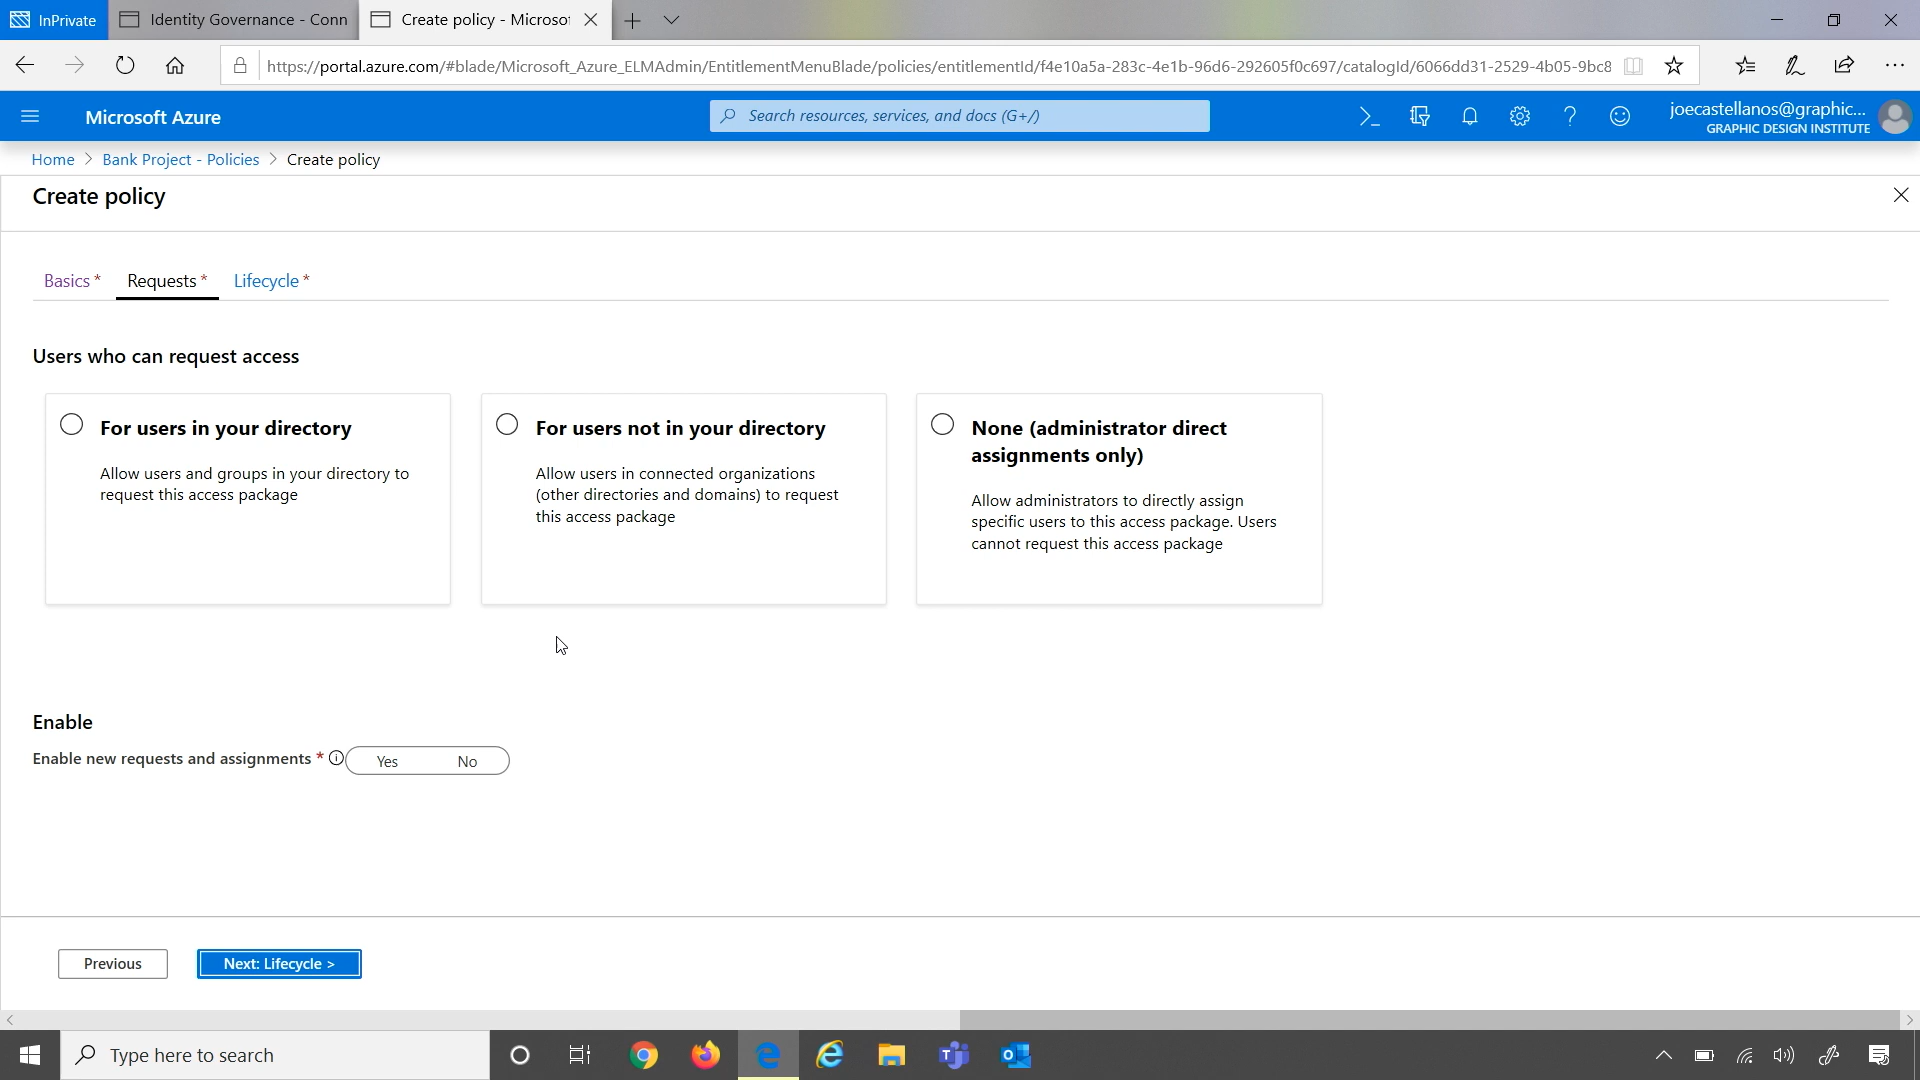 InPrivate
Identity Governance - Conn
Create policy - Microsof
https://portal.azure.com/#blade/Microsoft_Azure_ELMAdmin/EntitlementMenuBlade/policies/entitlementId/f4e10a5a-283c-4e1b-96d6-292605f0c697/catalogId/6066dd31-2529-4b05-9bc8
Microsoft Azure
Search resources, services, and docs (G+/)
joecastellanos@graphic...
GRAPHIC DESIGN INSTITUTE
Home > Bank Project - Policies > Create policy
Create policy
Basics * Requests * Lifecycle *
Users who can request access
For users in your directory
Allow users and groups in your directory to
request this access package
For users not in your directory
Allow users in connected organizations
(other directories and domains) to request
this access package
None (administrator direct
assignments only)
Allow administrators to directly assign
specific users to this access package. Users
cannot request this access package
Enable
Enable new requests and assignments * Yes No
Previous
Next: Lifecycle >
Type here to search